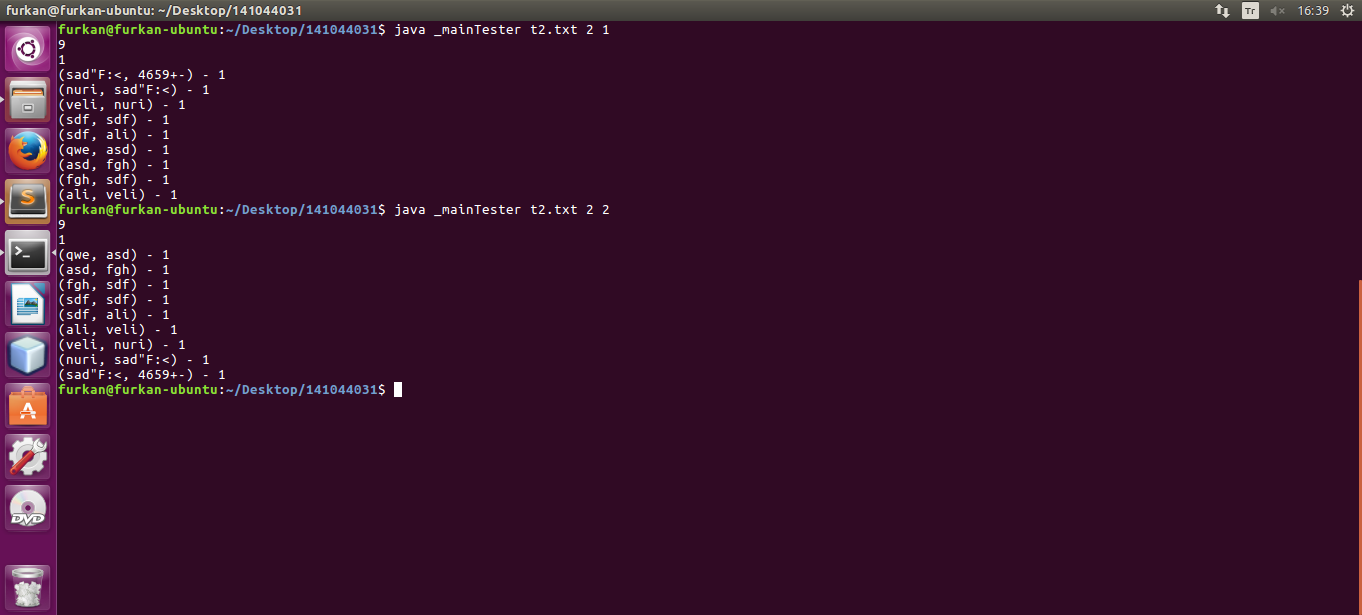 furkan@furkan-ubuntu: ~/Desktop/141044031
Tr
16:39
furkan@furkan-ubuntu:~/Desktop/141044031$ java _mainTester t2.txt 2 1
9
1
(sad"F:<, 4659+-) - 1
(nuri, sad"F:<) - 1
(veli, nuri) - 1
(sdf, sdf) - 1
(sdf, ali) - 1
(qwe, asd) - 1
(asd, fgh) - 1
(fgh, sdf) - 1
(ali, veli) - 1
furkan@furkan-ubuntu:~/Desktop/141044031$ java _mainTester t2.txt 2 2
9
1
(qwe, asd) - 1
(asd, fgh) - 1
(fgh, sdf) - 1
(sdf, sdf) - 1
(sdf, ali) - 1
(ali, veli) - 1
(veli, nuri) - 1
(nuri, sad"F:<) - 1
(sad"F:<, 4659+-) - 1
furkan@furkan-ubuntu:~/Desktop/141044031$
DVD